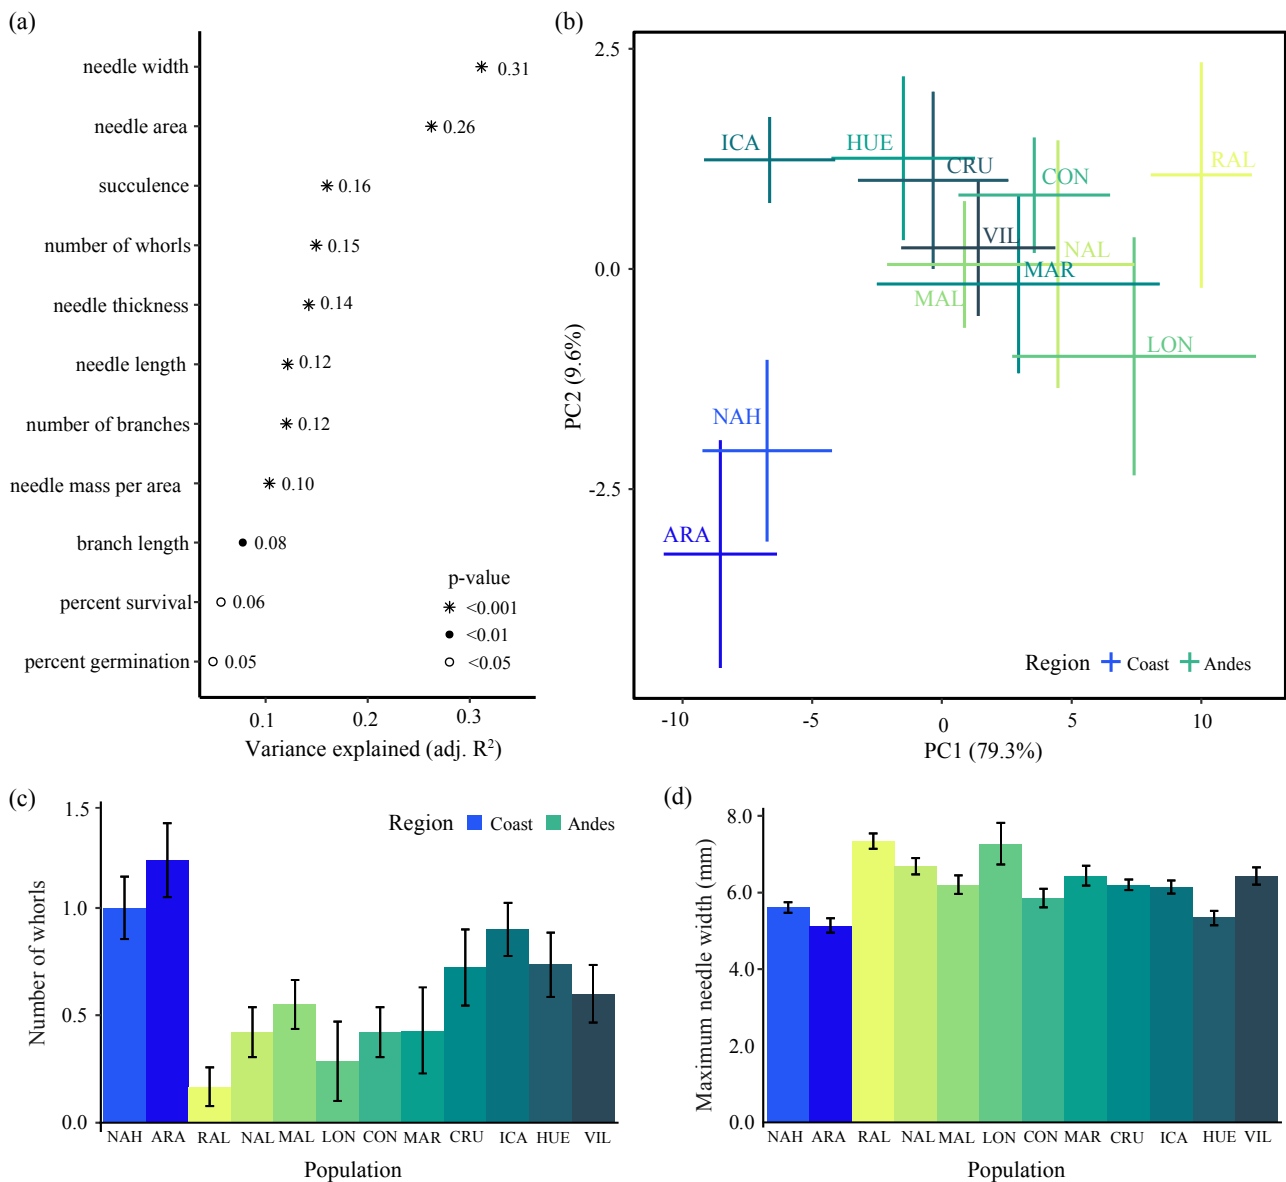 (a)
needle width
0.31
needle area
0.26
succulence
0.16
number of whorls
0.15
needle thickness
0.14
needle length
0.12
number of branches
0.12
needle mass per area
0.10
branch length
0.08
percent survival
0.06
percent germination
0.05
p-value
<0.001
<0.01
<0.05
0.1 0.2 0.3
Variance explained (adj. R²)
(b)
2.5
0.0
-2.5
PC2 (9.6%)
ICA
HUE
CRU
CON
RAL
VIL
NAL
MAR
MAL
LON
NAH
ARA
Region Coast Andes
-10 -5 0 5 10
PC1 (79.3%)
(c)
1.5
1.0
0.5
0.0
Number of whorls
Region Coast Andes
NAH ARA RAL NAL MAL LON CON MAR CRU ICA HUE VIL
Population
(d)
8.0
6.0
4.0
2.0
0.0
Maximum needle width (mm)
NAH ARA RAL NAL MAL LON CON MAR CRU ICA HUE VIL
Population